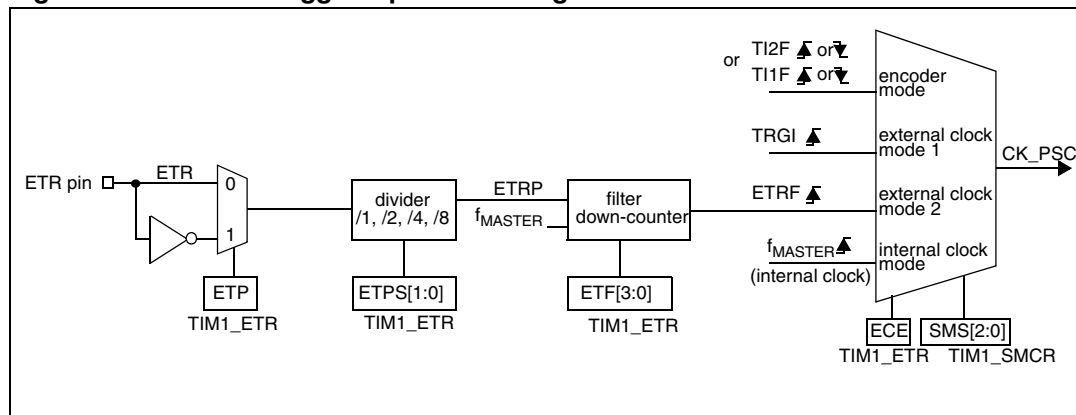 or TI2F or
TI1F or
encoder
mode
TRGI
external clock
mode 1
CK_PSC
ETR pin
ETR
0
1
divider
/1, /2, /4, /8
ETRP
fMASTER
filter
down-counter
ETRF
external clock
mode 2
fMASTER
(internal clock)
internal clock
mode
ETP
TIM1_ETR
ETPS[1:0]
TIM1_ETR
ETF[3:0]
TIM1_ETR
ECE
TIM1_ETR
SMS[2:0]
TIM1_SMCR